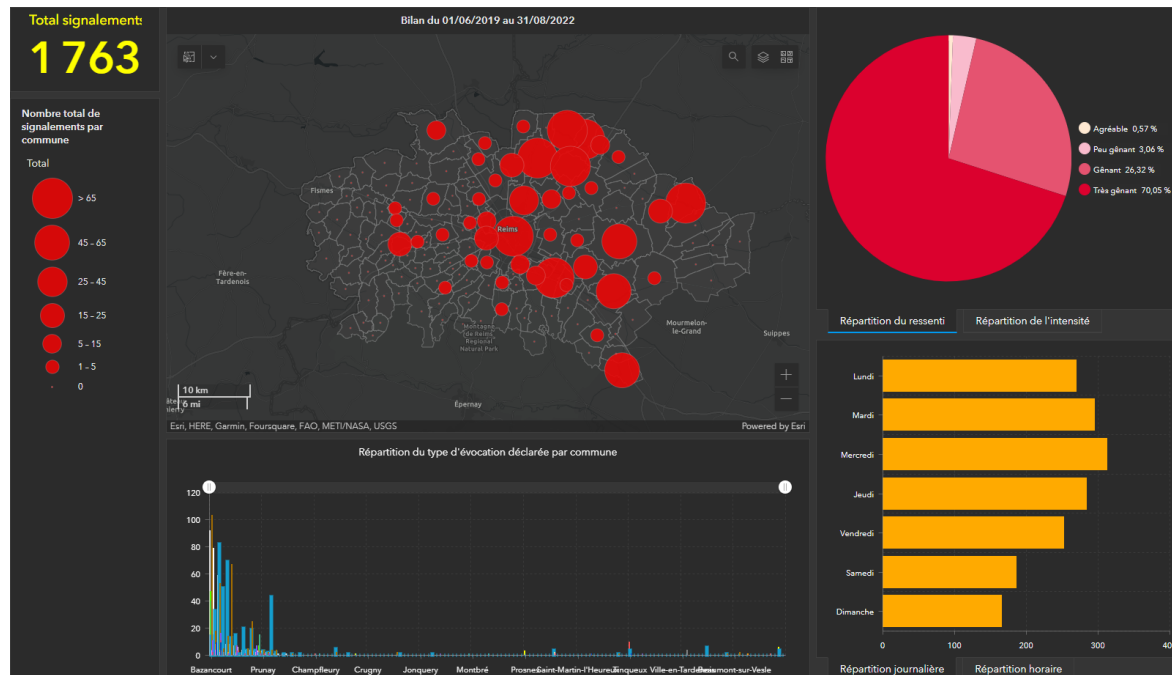 Total signalements
1 763
Nombre total de
signalements par
commune
Total
> 65
45 – 65
25 – 45
15 – 25
5 – 15
1 – 5
0
Bilan du 01/06/2019 au 31/08/2022
Fismes
Reims
Fère-en-
Tardenois
Montagne
de Reims
Regional
Natural Park
Mourmelon-
le-Grand
Suippes
Épernay
10 km
6 mi
Esri, HERE, Garmin, Foursquare, FAO, METI/NASA, USGS
Powered by Esri
Répartition du type d'évocation déclarée par commune
120
100
80
60
40
20
0
Bazancourt
Prunay
Champfleury
Crugny
Jonquery
Montbré
Prosnes
Saint-Martin-l'Heureux
Tinqueux
Ville-en-Tardenois
Beaumont-sur-Vesle
Agréable 0,57 %
Peu gênant 3,06 %
Gênant 26,32 %
Très gênant 70,05 %
Répartition du ressenti
Répartition de l'intensité
Lundi
Mardi
Mercredi
Jeudi
Vendredi
Samedi
Dimanche
0
100
200
300
Répartition journalière
Répartition horaire